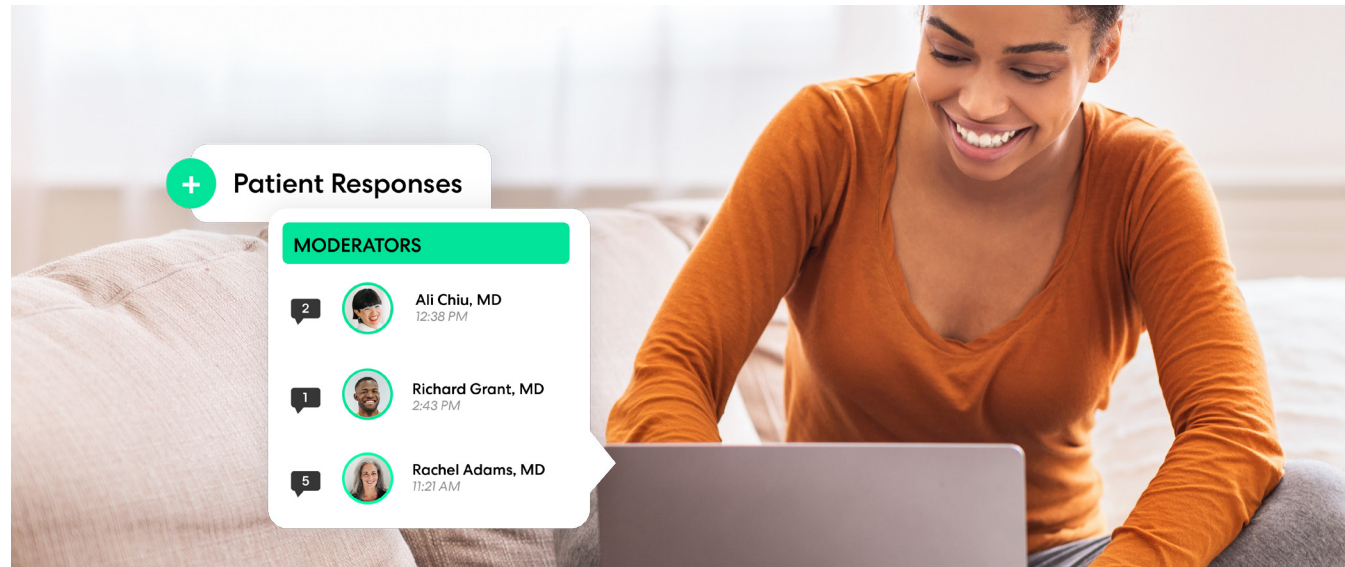 +
Patient Responses
MODERATORS
2
Ali Chiu, MD
12:38 PM
1
Richard Grant, MD
2:43 PM
5
Rachel Adams, MD
11:21 AM